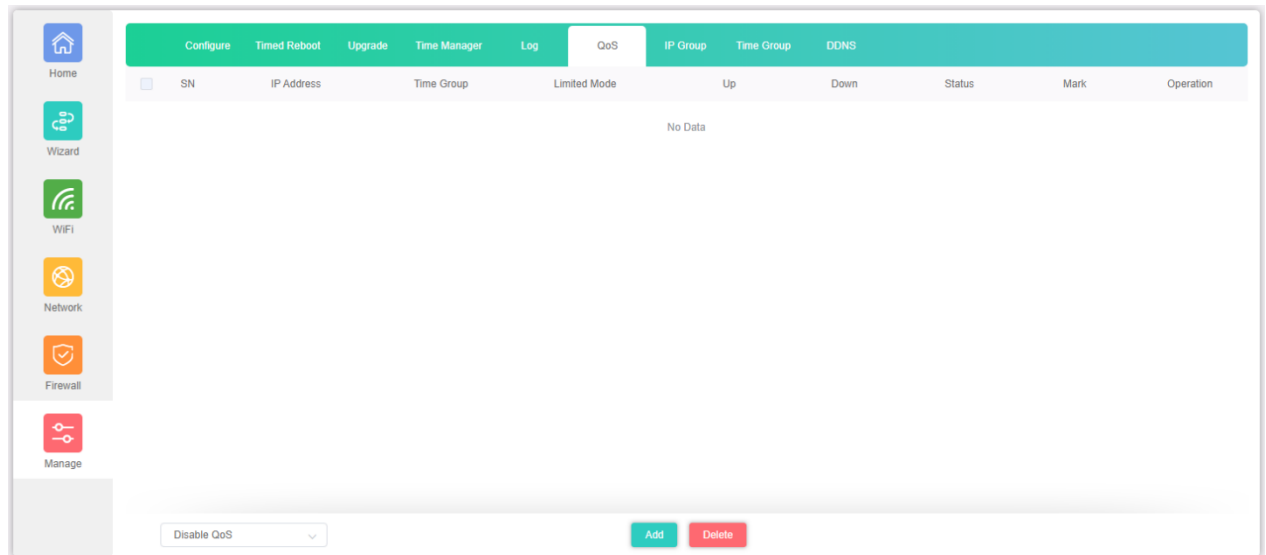 Home
Wizard
WiFi
Network
Firewall
Manage
Configure Timed Reboot Upgrade Time Manager Log QoS IP Group Time Group DDNS
SN IP Address Time Group Limited Mode Up Down Status Mark Operation
No Data
Disable QoS Add Delete